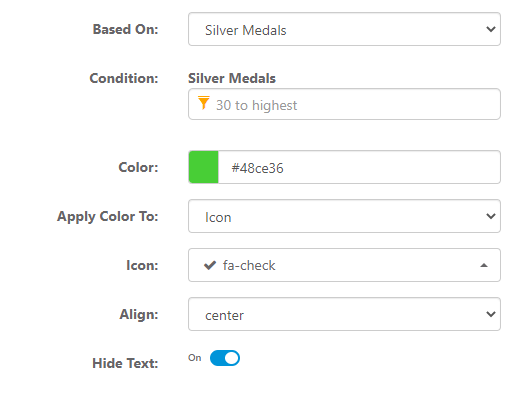 Based On: Silver Medals
Condition: Silver Medals
30 to highest
Color: #48ce36
Apply Color To: Icon
Icon: fa-check
Align: center
Hide Text: On